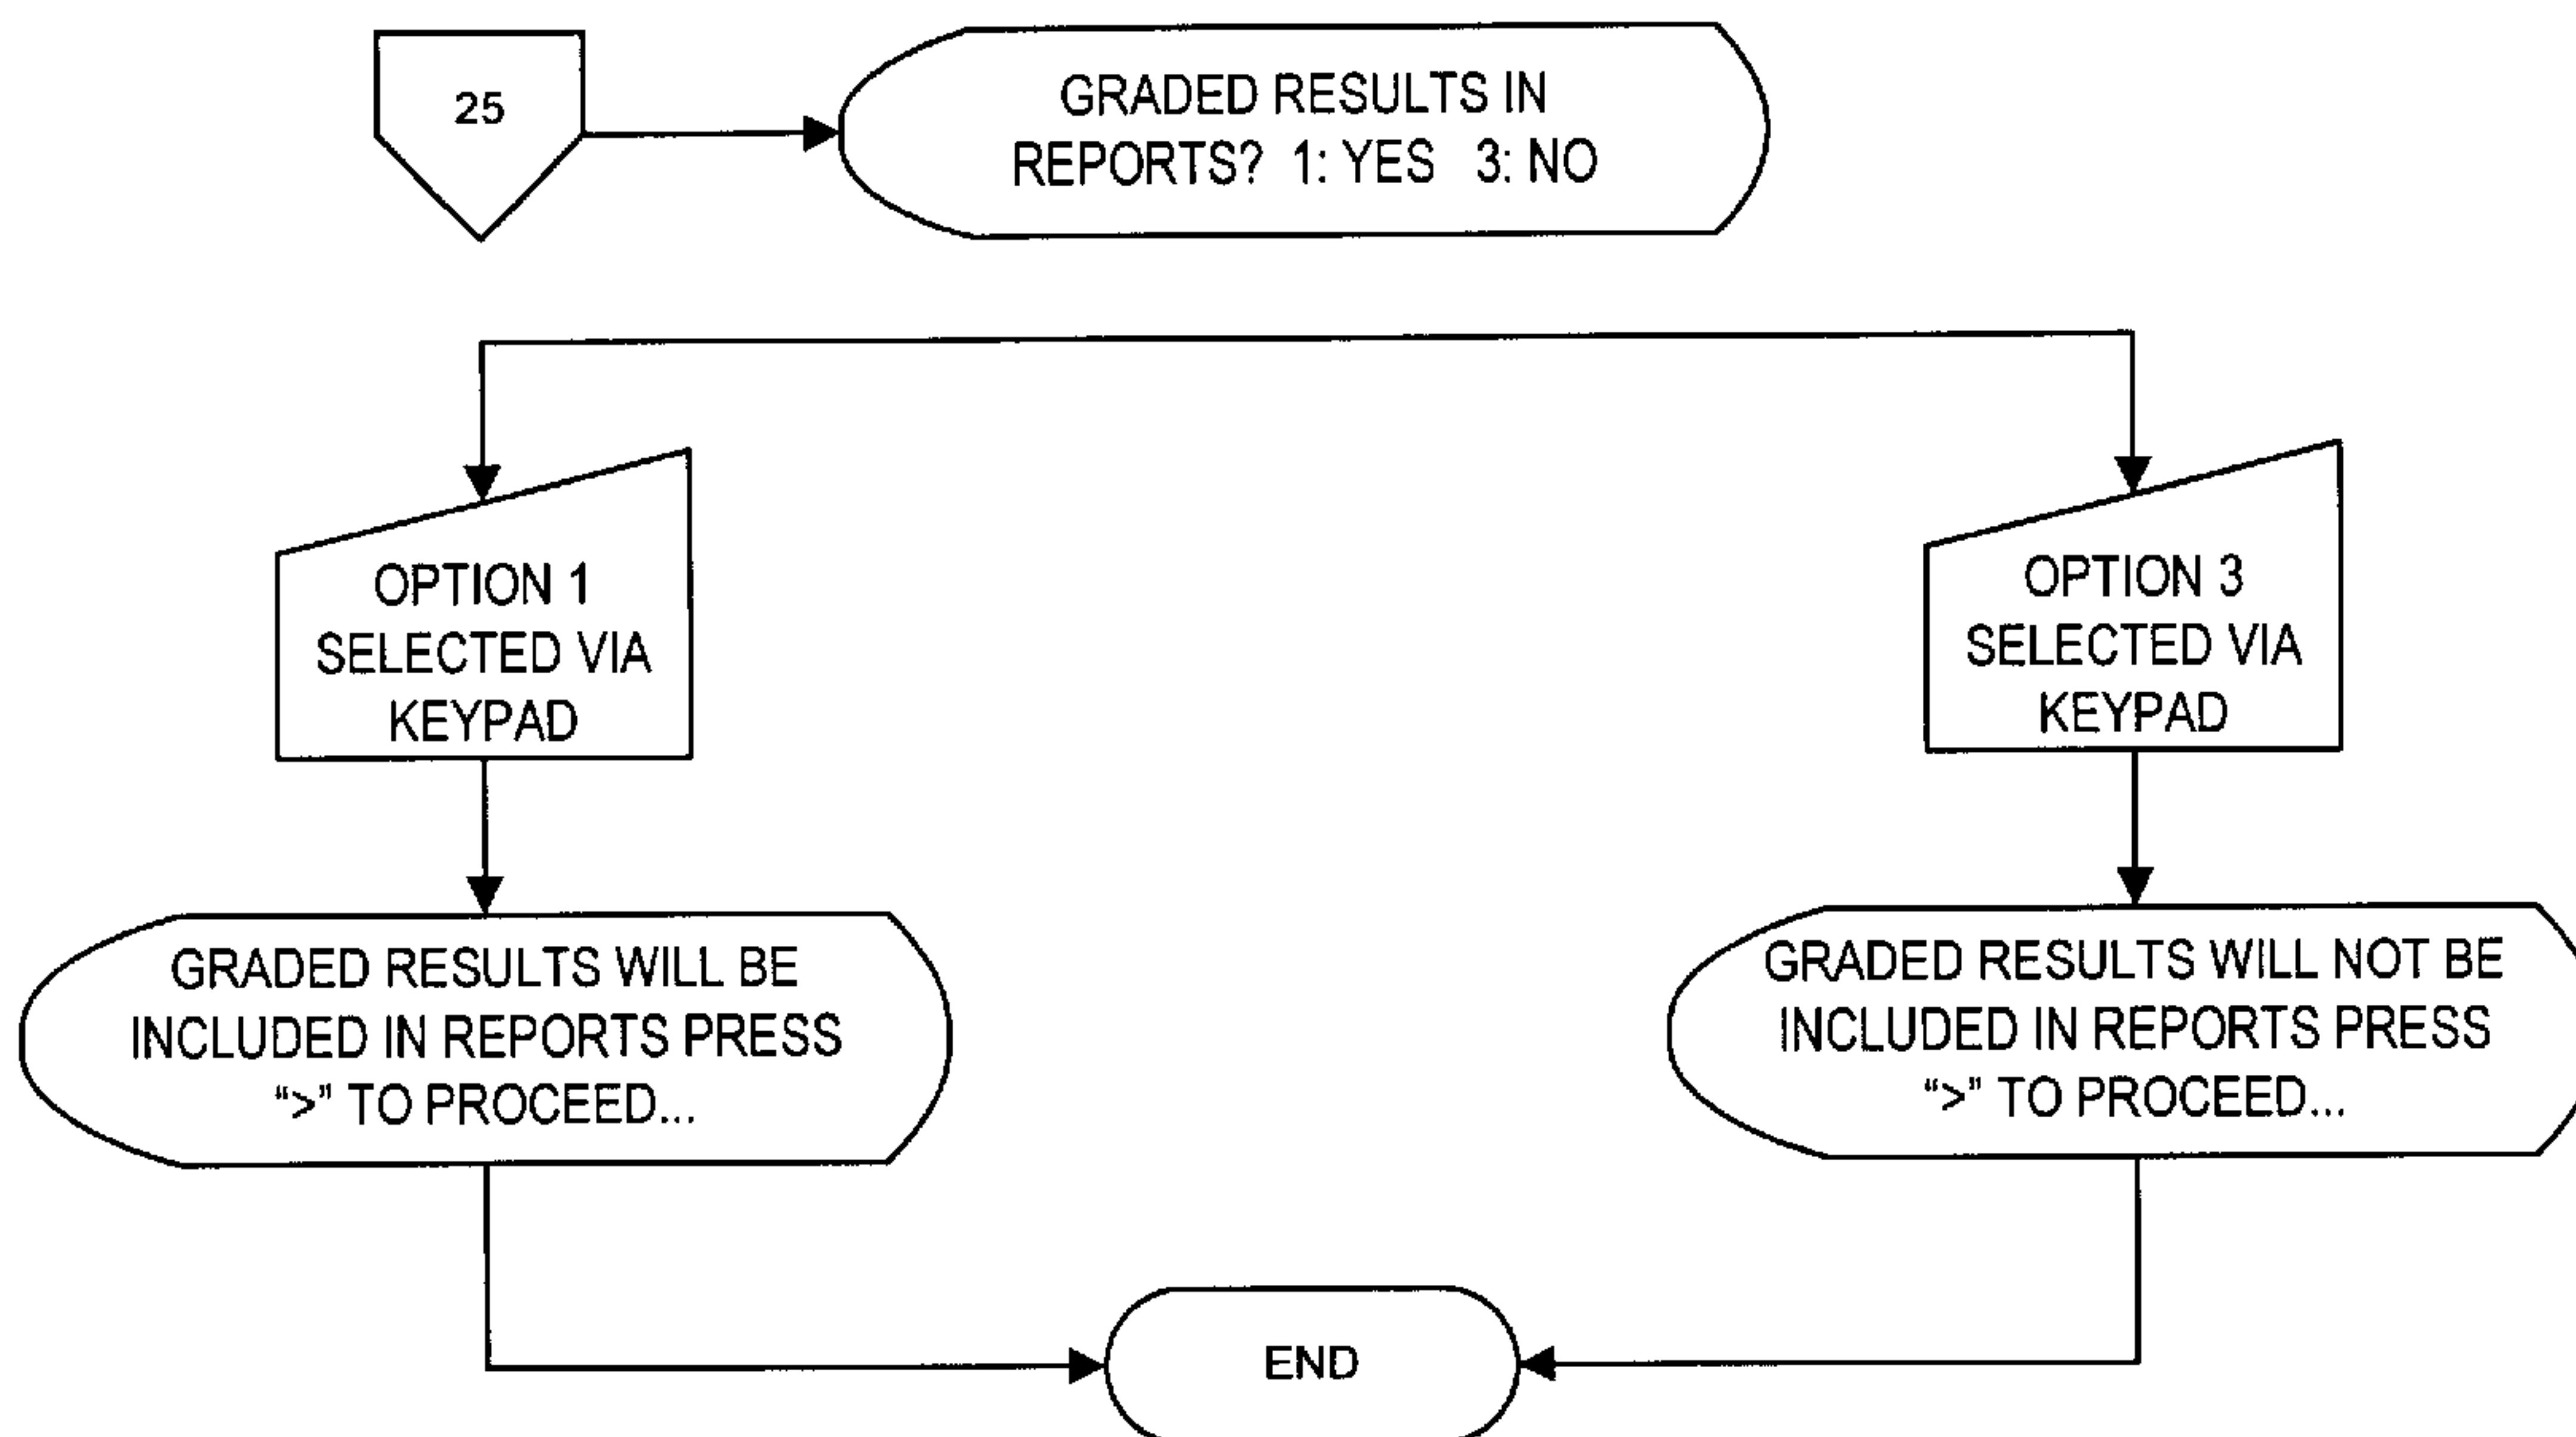 25
GRADED RESULTS IN
REPORTS? 1: YES 3: NO
OPTION 1
SELECTED VIA
KEYPAD
OPTION 3
SELECTED VIA
KEYPAD
GRADED RESULTS WILL BE
INCLUDED IN REPORTS PRESS
“>” TO PROCEED...
GRADED RESULTS WILL NOT BE
INCLUDED IN REPORTS PRESS
“>” TO PROCEED...
END